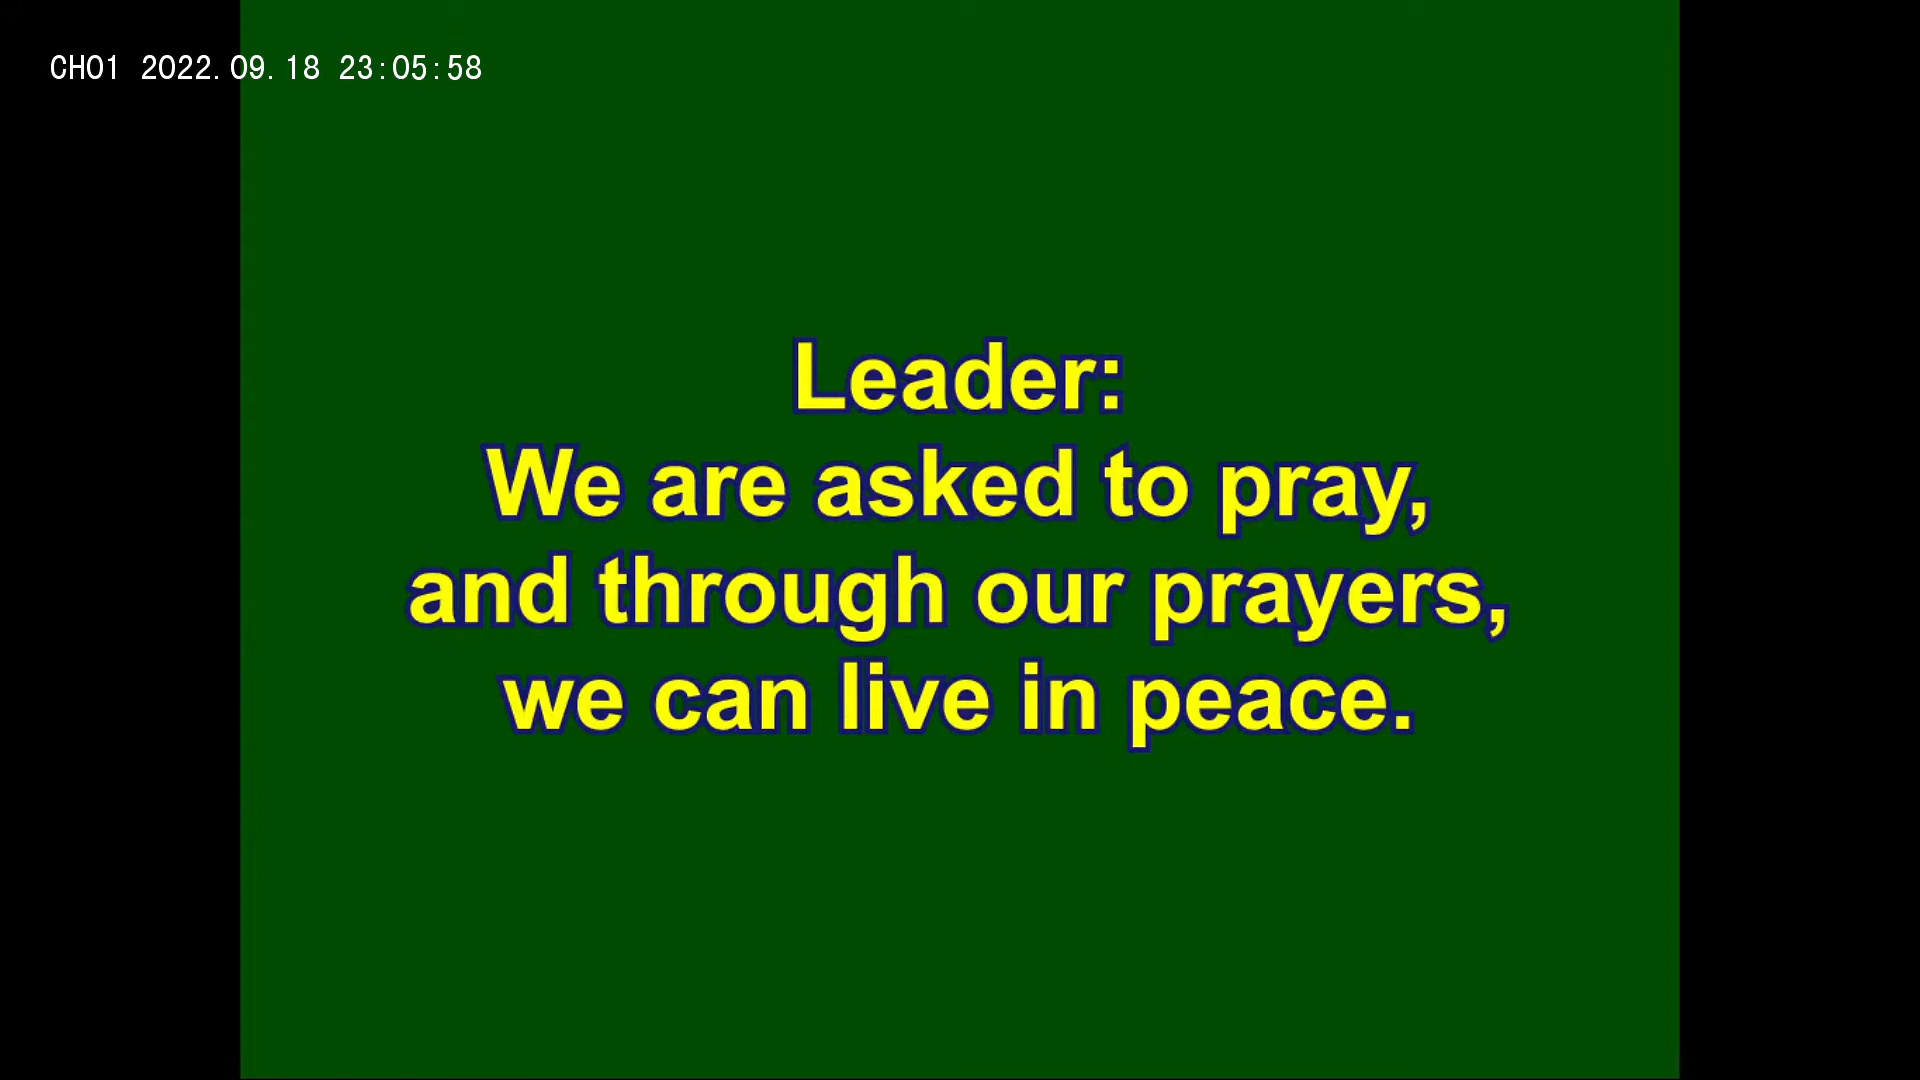 CH01 2022.09.18 23:05:58
Leader:
We are asked to pray,
and through our prayers,
we can live in peace.